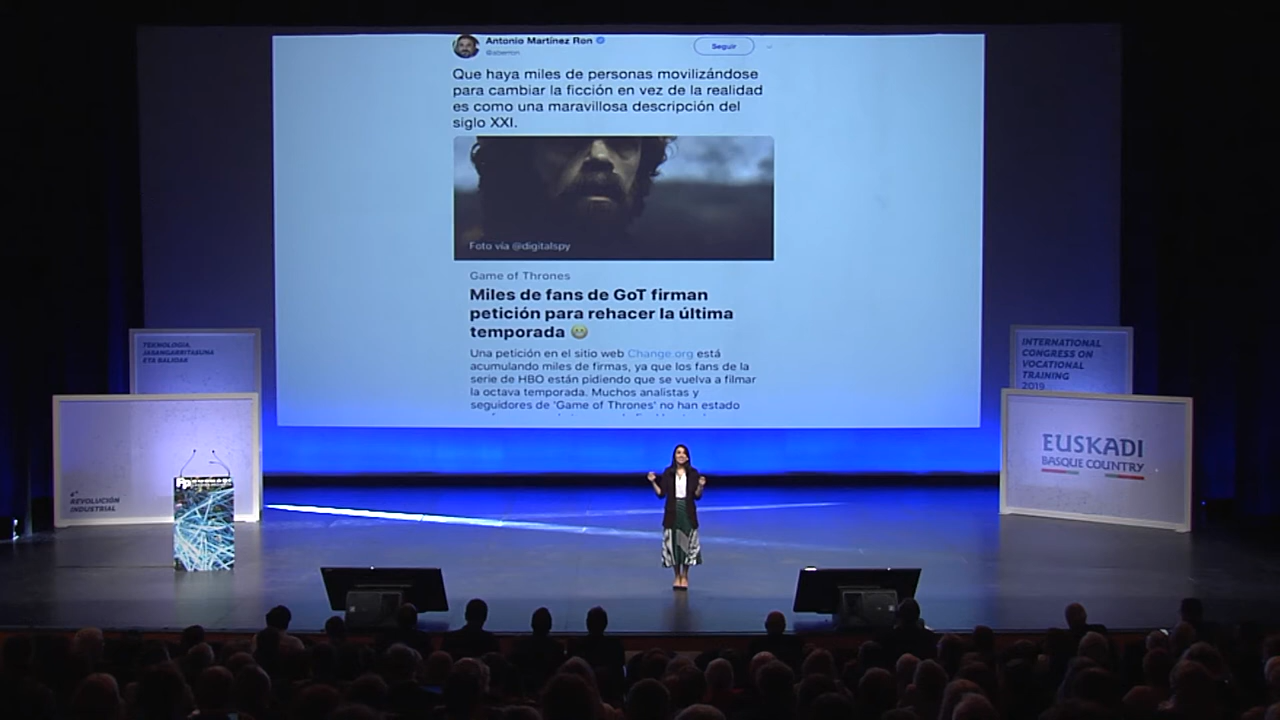 Antonio Martínez Ron
Seguir
Que haya miles de personas movilizándose
para cambiar la ficción en vez de la realidad
es como una maravillosa descripción del
siglo XXI.
Foto vía @digitalspy
Game of Thrones
Miles de fans de GoT firman
petición para rehacer la última
temporada 😬
Una petición en el sitio web Change.org está
acumulando miles de firmas, ya que los fans de la
serie de HBO están pidiendo que se vuelva a filmar
la octava temporada. Muchos analistas y
seguidores de 'Game of Thrones' no han estado
TEKNOLOGIA,
JASANGARRITASUNA
ETA BALIOAK
4ª
REVOLUCIÓN
INDUSTRIAL
INTERNATIONAL
CONGRESS ON
VOCATIONAL
TRAINING
2019
EUSKADI
BASQUE COUNTRY